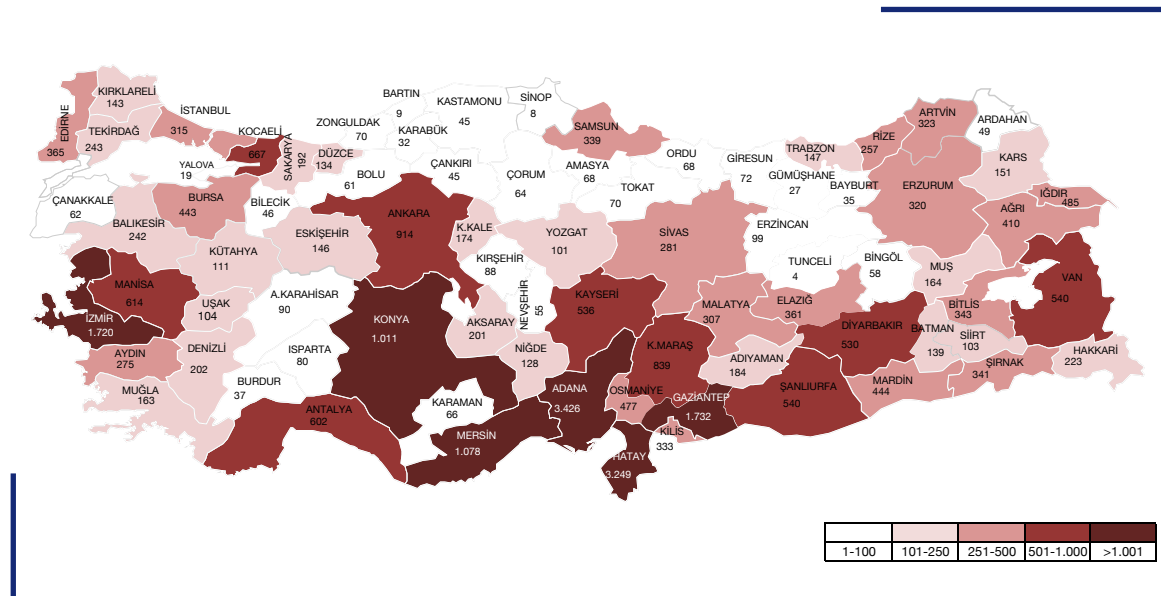 KIRKLARELİ
143
EDİRNE
365
TEKİRDAĞ
243
İSTANBUL
315
KOCAELİ
667
YALOVA
19
SAKARYA
192
DÜZCE
134
ZONGULDAK
70
BARTIN
9
KARABÜK
32
KASTAMONU
45
SİNOP
8
SAMSUN
339
BOLU
61
ÇANKIRI
45
ÇORUM
64
AMASYA
68
TOKAT
70
ORDU
68
GİRESUN
72
TRABZON
147
GÜMÜŞHANE
27
BAYBURT
35
RİZE
257
ARTVİN
323
ARDAHAN
49
KARS
151
IĞDIR
485
AĞRI
410
ERZURUM
320
ERZİNCAN
99
ÇANAKKALE
62
BALIKESİR
242
BURSA
443
BİLECİK
46
ESKİŞEHİR
146
ANKARA
914
K.KALE
174
KIRŞEHİR
88
YOZGAT
101
SİVAS
281
TUNCELİ
4
BİNGÖL
58
MUŞ
164
VAN
540
BİTLİS
343
KÜTAHYA
111
MANİSA
614
UŞAK
104
A.KARAHİSAR
90
KONYA
1.011
AKSARAY
201
NEVŞEHİR
55
KAYSERİ
536
MALATYA
307
ELAZIĞ
361
DİYARBAKIR
530
BATMAN
139
SİİRT
103
ŞIRNAK
341
HAKKARİ
223
İZMİR
1.720
AYDIN
275
DENİZLİ
202
MUĞLA
163
ISPARTA
80
BURDUR
37
ANTALYA
602
KARAMAN
66
MERSİN
1.078
NİĞDE
128
ADANA
3.426
K.MARAŞ
839
OSMANİYE
477
GAZİANTEP
1.732
KİLİS
333
HATAY
3.249
ADIYAMAN
184
ŞANLIURFA
540
MARDİN
444
1-100
101-250
251-500
501-1.000
>1.001